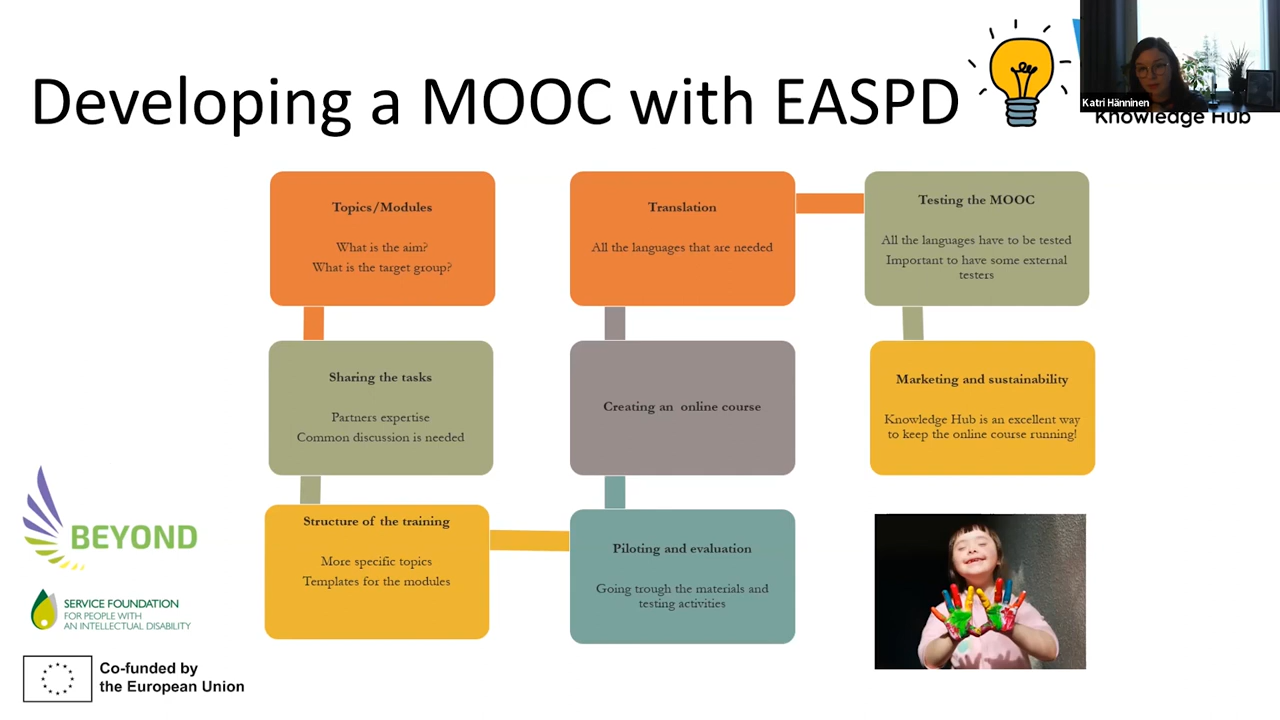 Developing a MOOC with EASPD
Katri Hänninen
Knowledge Hub
Topics/Modules
What is the aim?
What is the target group?
Sharing the tasks
Partners expertise
Common discussion is needed
Structure of the training
More specific topics
Templates for the modules
Piloting and evaluation
Going trough the materials and
testing activities
Creating an online course
Translation
All the languages that are needed
Testing the MOOC
All the languages have to be tested
Important to have some external
testers
Marketing and sustainability
Knowledge Hub is an excellent way
to keep the online course running!
BEYOND
SERVICE FOUNDATION
FOR PEOPLE WITH
AN INTELLECTUAL DISABILITY
Co-funded by
the European Union